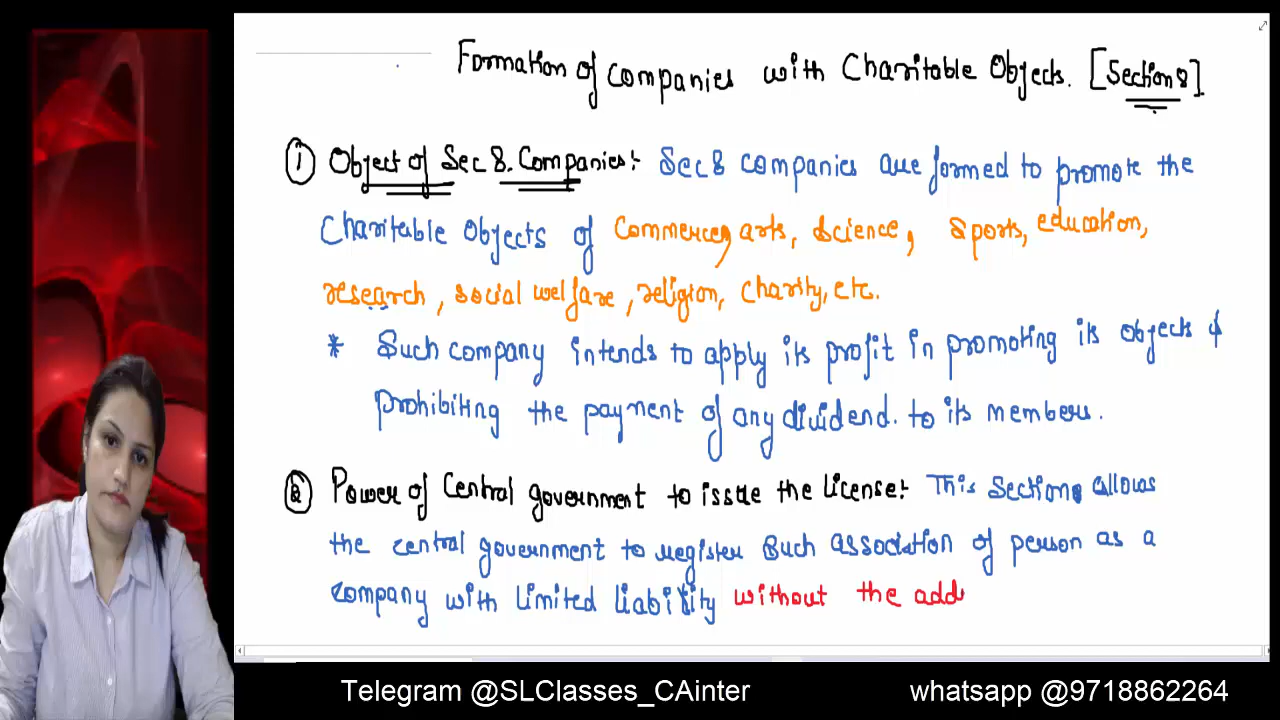 Formation of companies with Charitable Objects. [Section 8]
① Object of Sec 8. Companies: Sec 8 companies are formed to promote the
Charitable Objects of Commerce, arts, science, sports, education,
research, social welfare, religion, charity, etc.
* Such company intends to apply its profit in promoting its objects &
prohibiting the payment of any dividend. to its members.
② Power of Central government to issue the license: This Section allows
the central government to register such association of person as a
company with limited liability without the add
Telegram @SLClasses_CAinter
whatsapp @9718862264